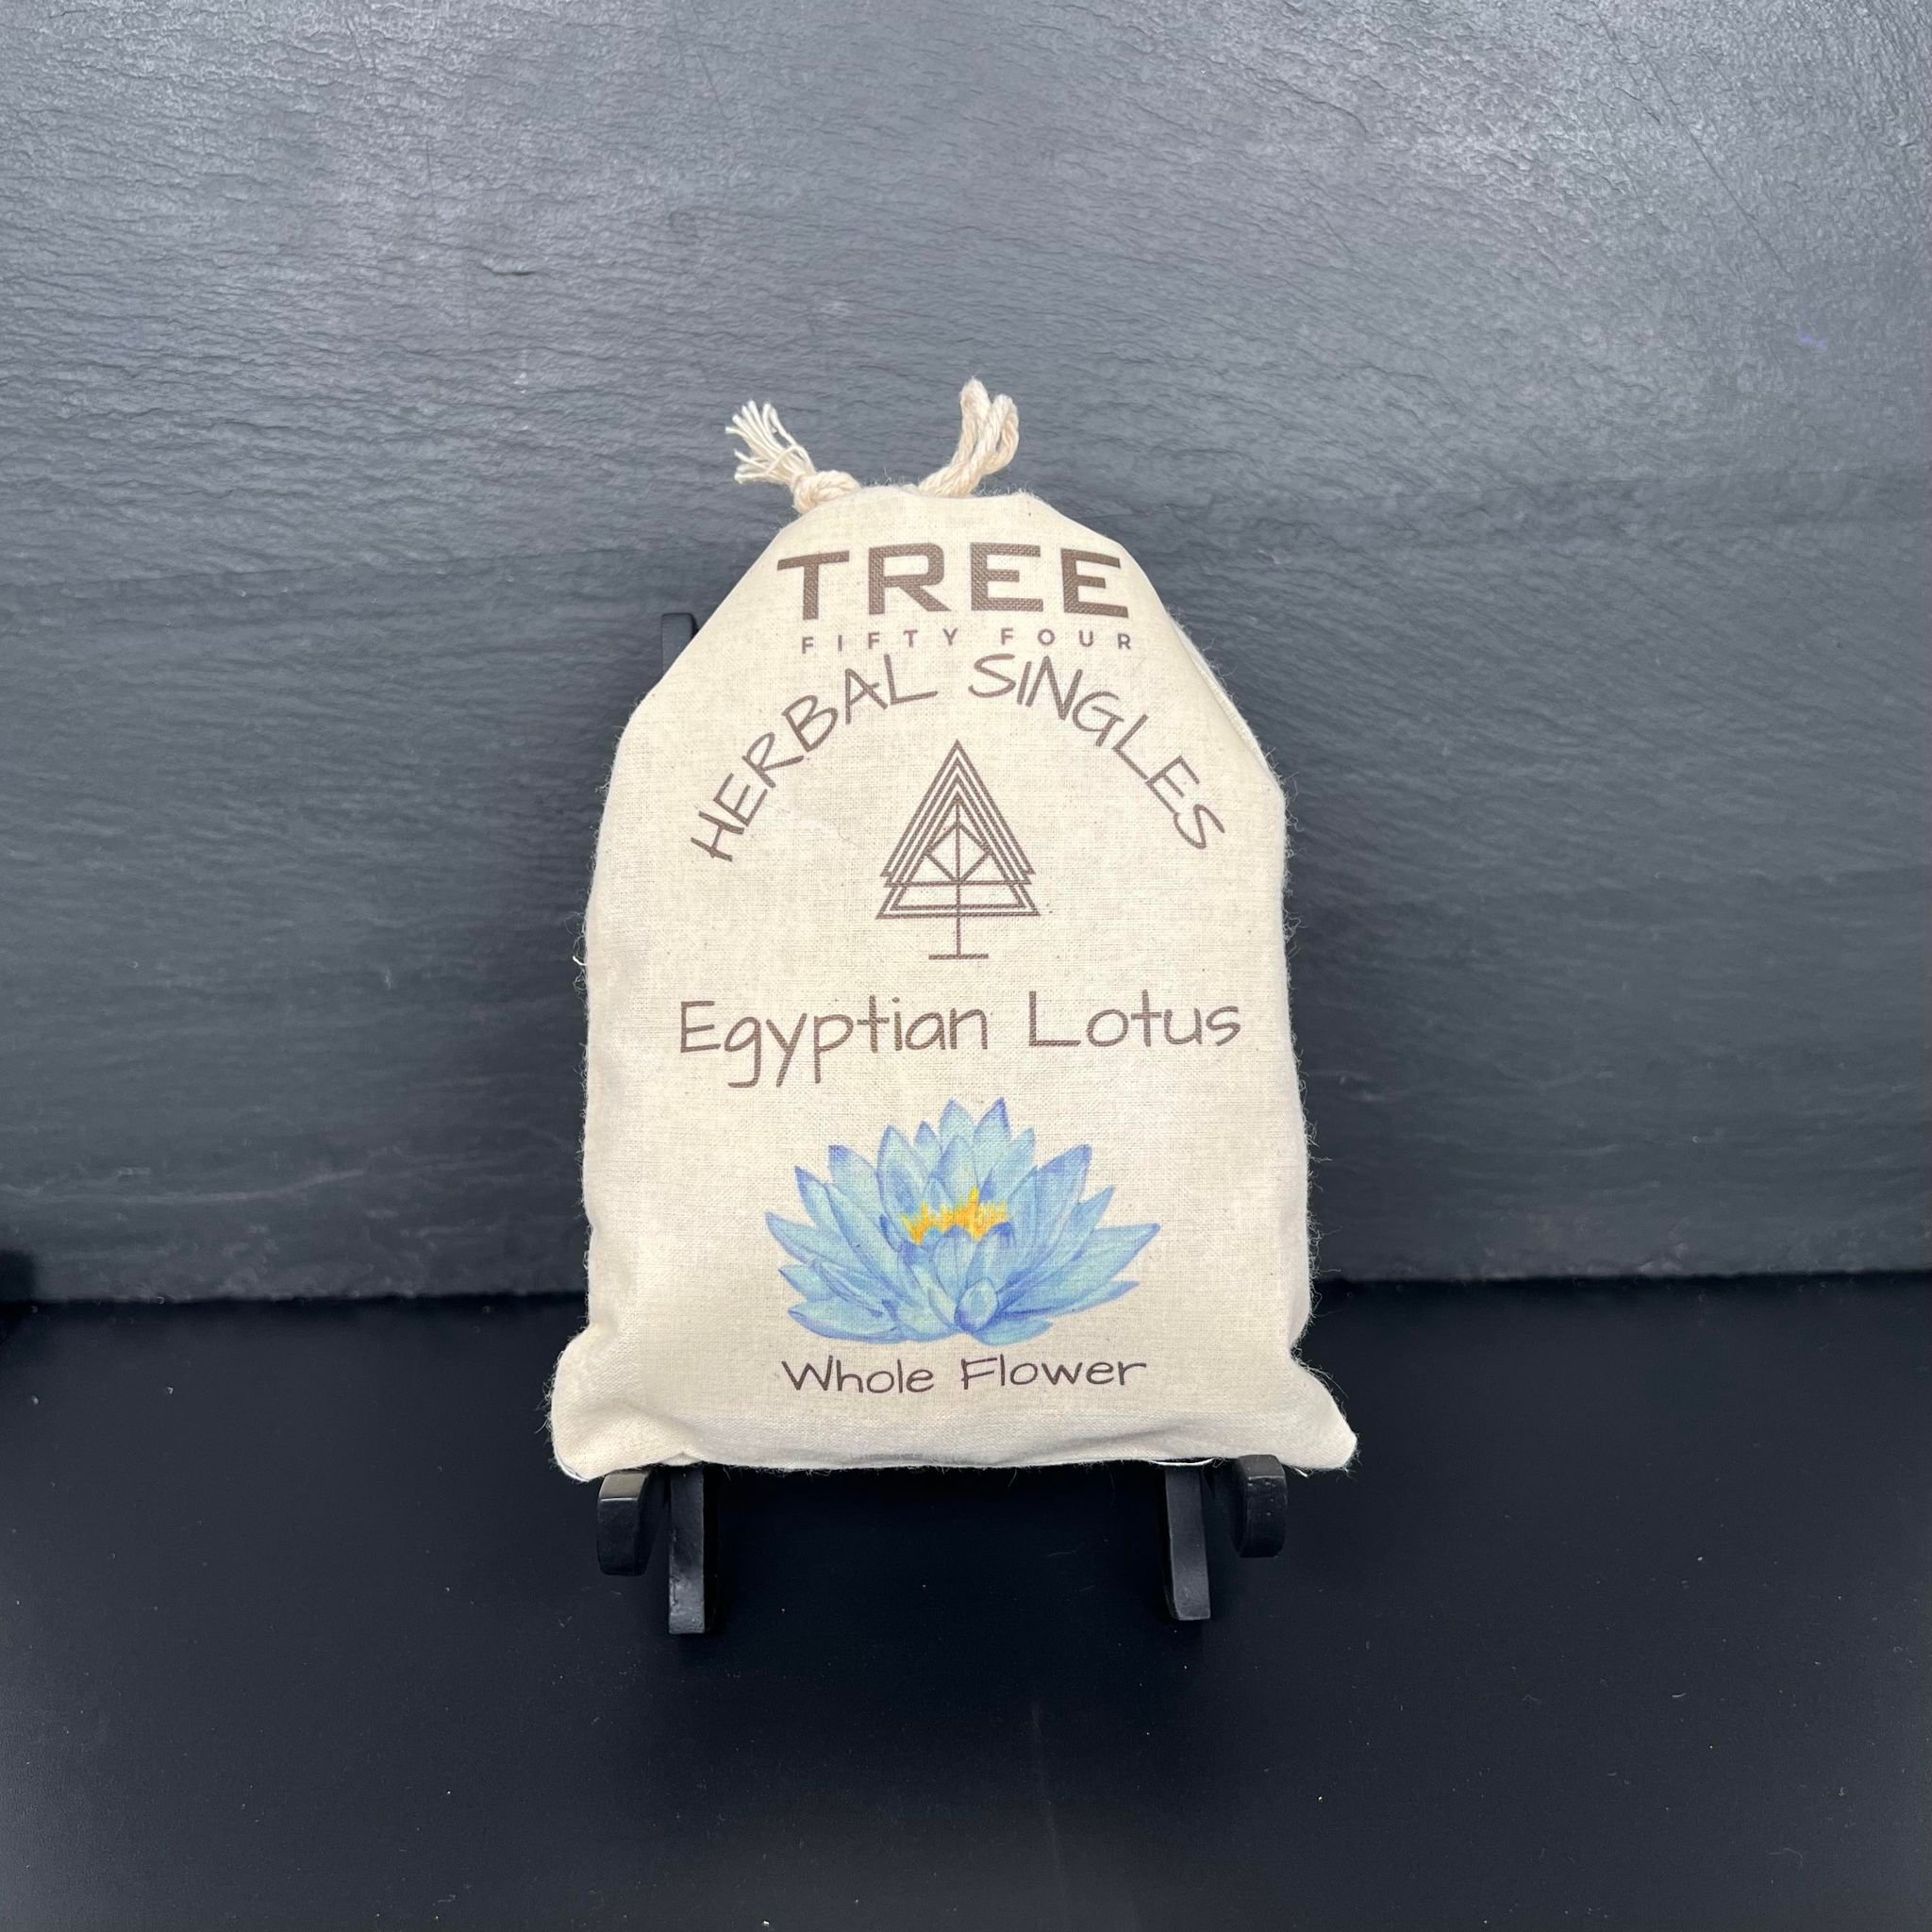 TREE
FIFTY FOUR
HERBAL SINGLES
Egyptian Lotus
Whole Flower